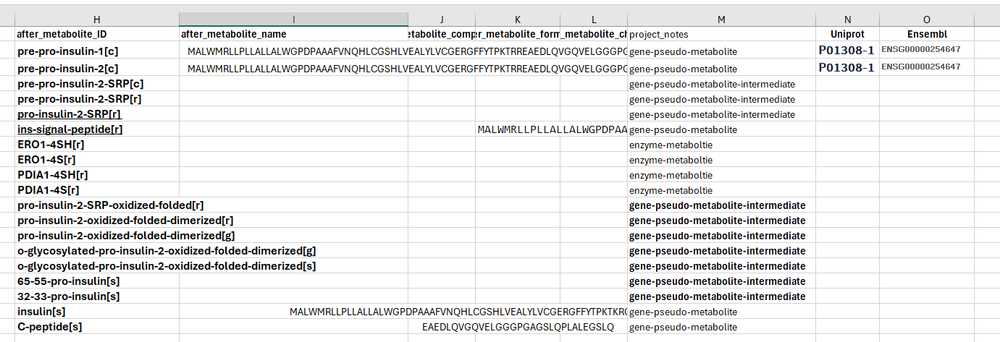 H I J K L M N O
after_metabolite_ID after_metabolite_name etabolite_comp r_metabolite_form _metabolite_ch project_notes Uniprot Ensembl
pre-pro-insulin-1[c] MALWMRLLPLLALLALWGPDPAAAFVNQHLCGSHLVEALYLVCGERGFFYTPKTRREAEDLQVGQVELGGGPG gene-pseudo-metabolite P01308-1 ENSG00000254647
pre-pro-insulin-2[c] MALWMRLLPLLALLALWGPDPAAAFVNQHLCGSHLVEALYLVCGERGFFYTPKTRREAEDLQVGQVELGGGPG gene-pseudo-metabolite P01308-1 ENSG00000254647
pre-pro-insulin-2-SRP[c] gene-pseudo-metabolite-intermediate
pre-pro-insulin-2-SRP[r] gene-pseudo-metabolite-intermediate
pro-insulin-2-SRP[r] gene-pseudo-metabolite-intermediate
ins-signal-peptide[r] MALWMRLLPLLALLALWGPDPAA gene-pseudo-metabolite
ERO1-4SH[r] enzyme-metaboltie
ERO1-4S[r] enzyme-metaboltie
PDIA1-4SH[r] enzyme-metaboltie
PDIA1-4S[r] enzyme-metaboltie
pro-insulin-2-SRP-oxidized-folded[r] gene-pseudo-metabolite-intermediate
pro-insulin-2-oxidized-folded-dimerized[r] gene-pseudo-metabolite-intermediate
pro-insulin-2-oxidized-folded-dimerized[g] gene-pseudo-metabolite-intermediate
o-glycosylated-pro-insulin-2-oxidized-folded-dimerized[g] gene-pseudo-metabolite-intermediate
o-glycosylated-pro-insulin-2-oxidized-folded-dimerized[s] gene-pseudo-metabolite-intermediate
65-55-pro-insulin[s] gene-pseudo-metabolite-intermediate
32-33-pro-insulin[s] gene-pseudo-metabolite-intermediate
insulin[s] MALWMRLLPLLALLALWGPDPAAAFVNQHLCGSHLVEALYLVCGERGFFYTPKTKRG gene-pseudo-metabolite
C-peptide[s] EAEDLQVGQVELGGGPGAGSLQPLALEGSLQ gene-pseudo-metabolite